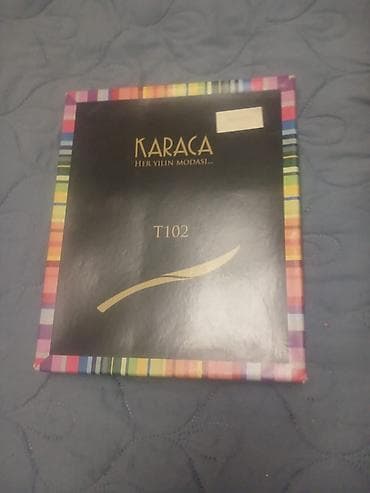 KARACA
HER YILIN MODASI...
T102